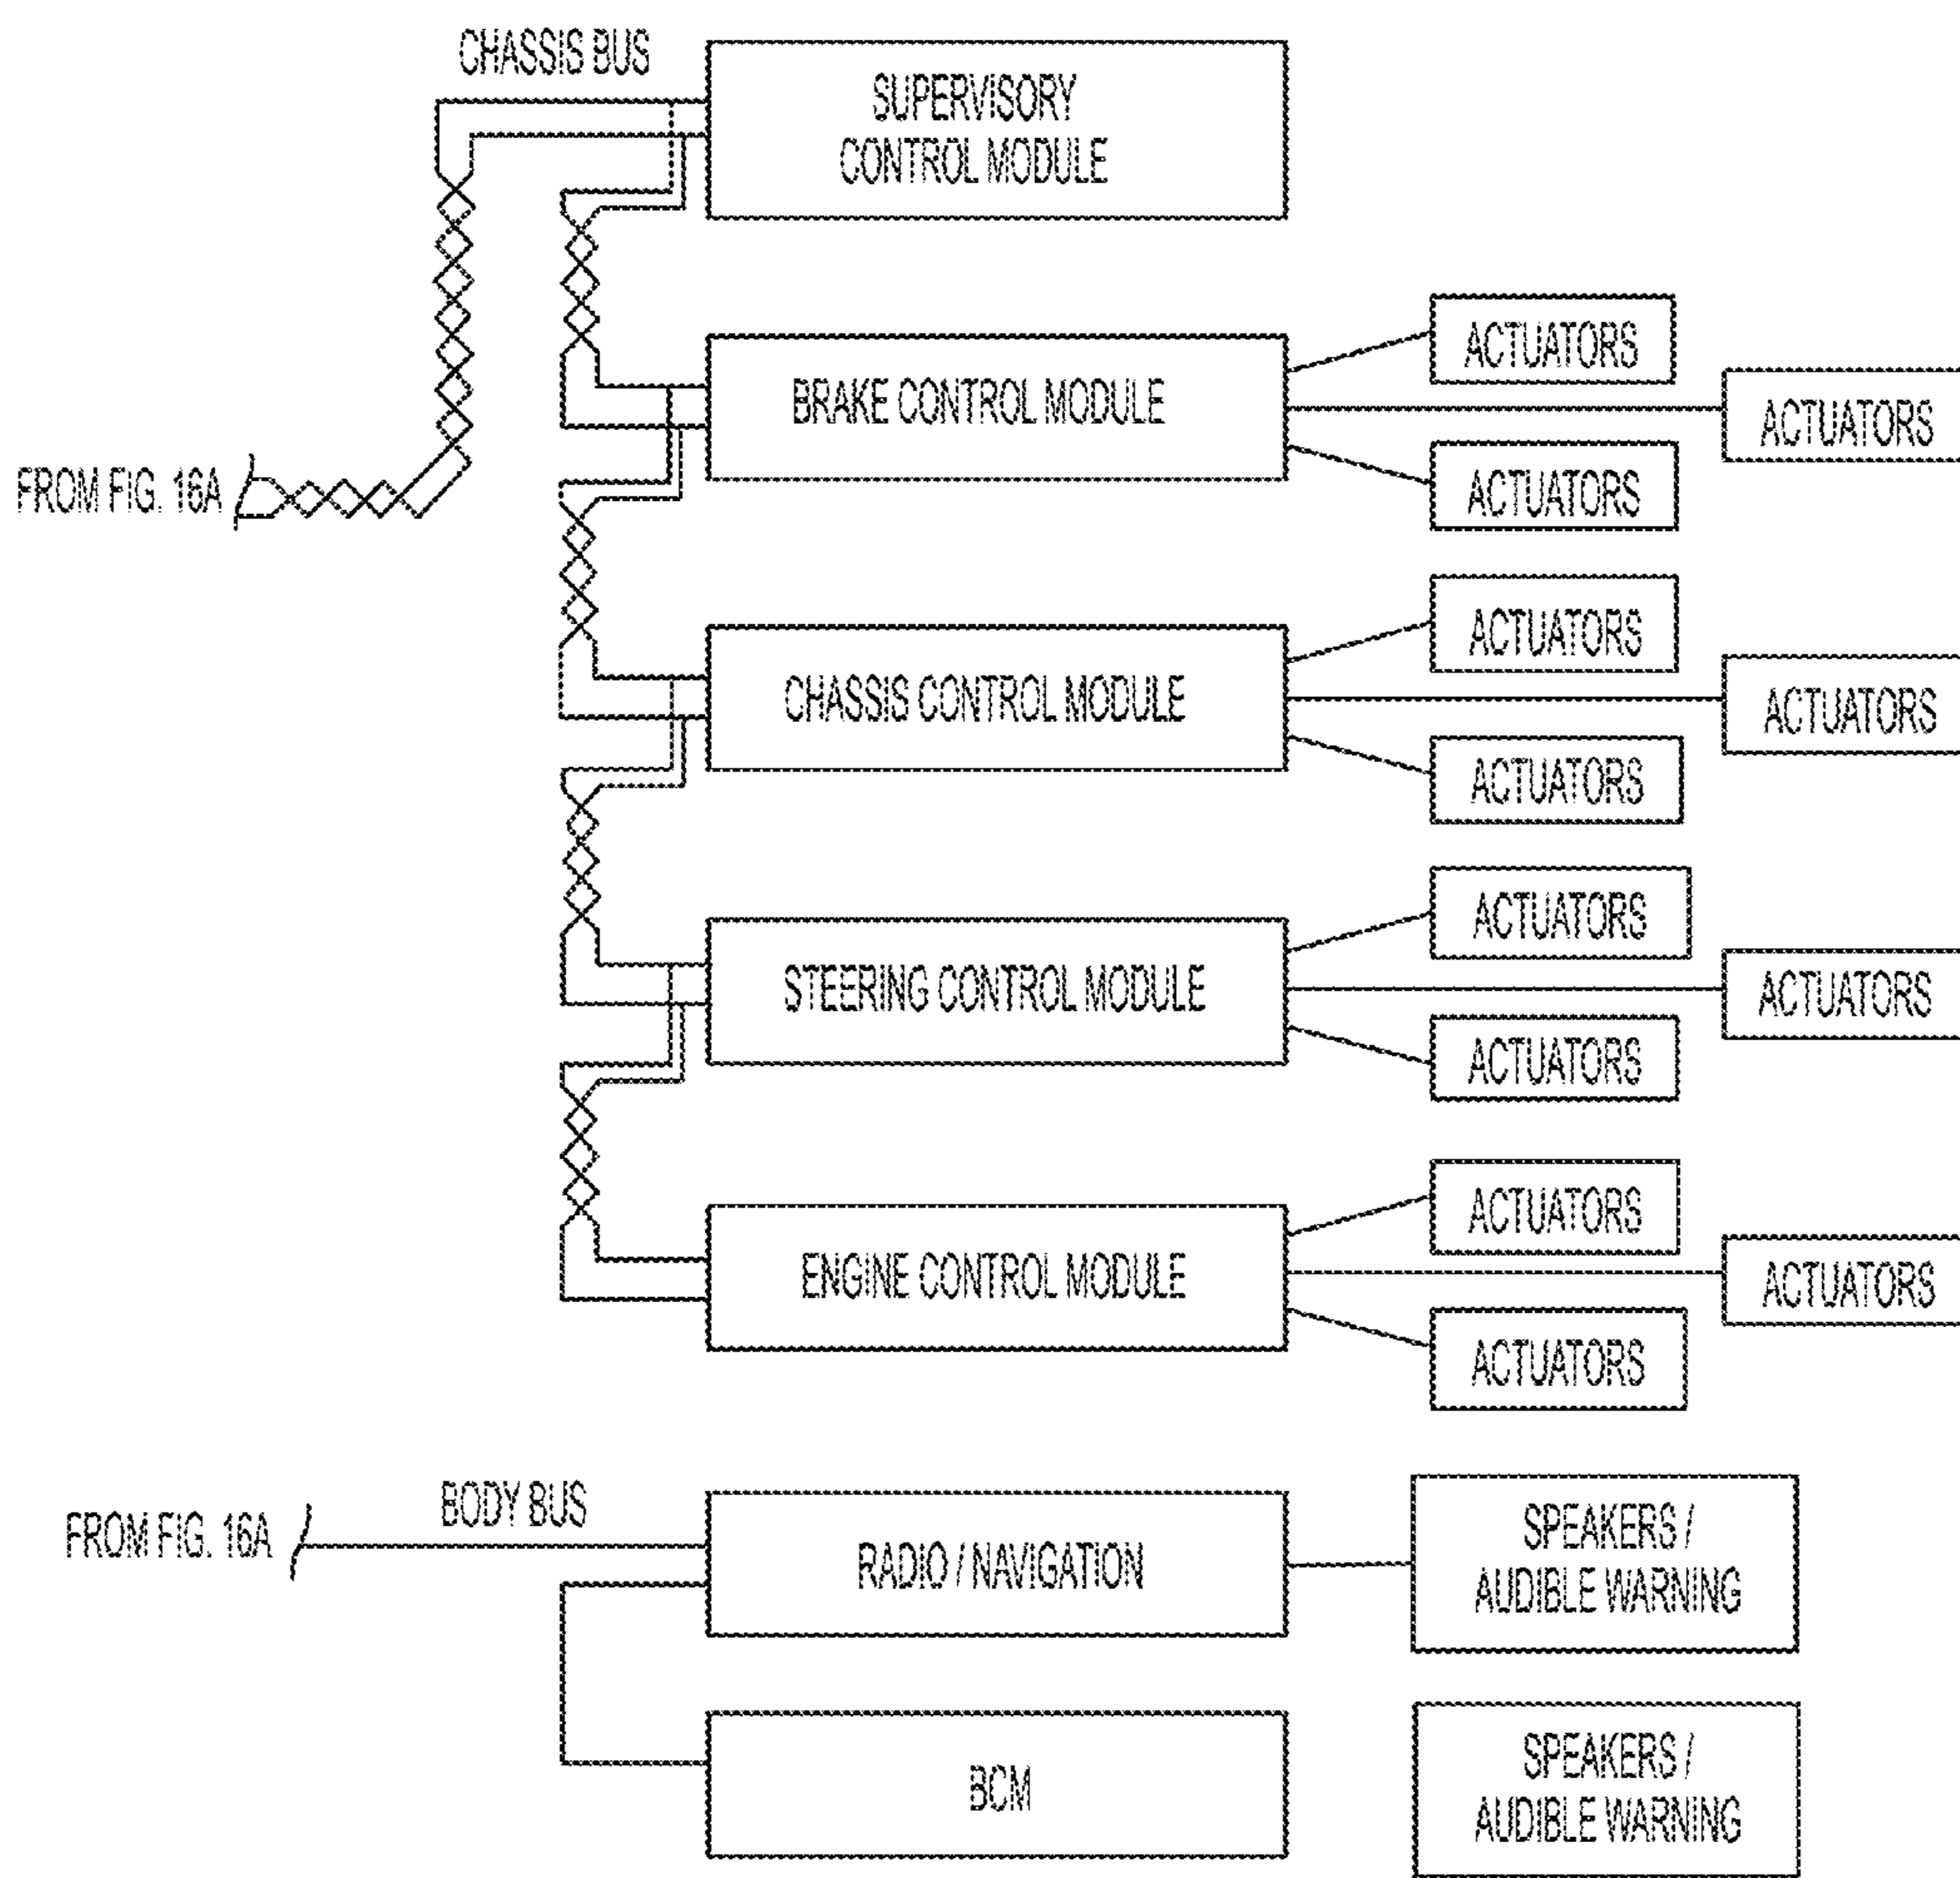 CHASSIS BUS
SUPERVISORY
CONTROL MODULE
ACTUATORS
BRAKE CONTROL MODULE
ACTUATORS
FROM FIG. 16A
ACTUATORS
ACTUATORS
CHASSIS CONTROL MODULE
ACTUATORS
ACTUATORS
ACTUATORS
STEERING CONTROL MODULE
ACTUATORS
ACTUATORS
ACTUATORS
ENGINE CONTROL MODULE
ACTUATORS
ACTUATORS
FROM FIG. 16A
BODY BUS
RADIO / NAVIGATION
SPEAKERS /
AUDIBLE WARNING
BCM
SPEAKERS /
AUDIBLE WARNING